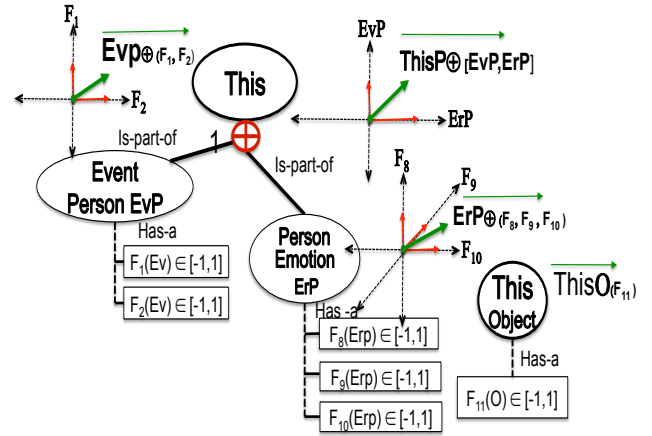 F1
Evp⊕(F1, F2)
F2
EvP
ThisP⊕[EvP,ErP]
ErP
This
1
⊕
Is-part-of
Is-part-of
Event
Person EvP
F8
F9
ErP⊕(F8, F9, F10)
F10
Has-a
F1(Ev) ∈ [-1,1]
F2(Ev) ∈ [-1,1]
Person
Emotion
ErP
Has -a
F8(Erp) ∈ [-1,1]
F9(Erp) ∈ [-1,1]
F10(Erp) ∈ [-1,1]
This
Object
ThisO(F11)
Has-a
F11(O) ∈ [-1,1]